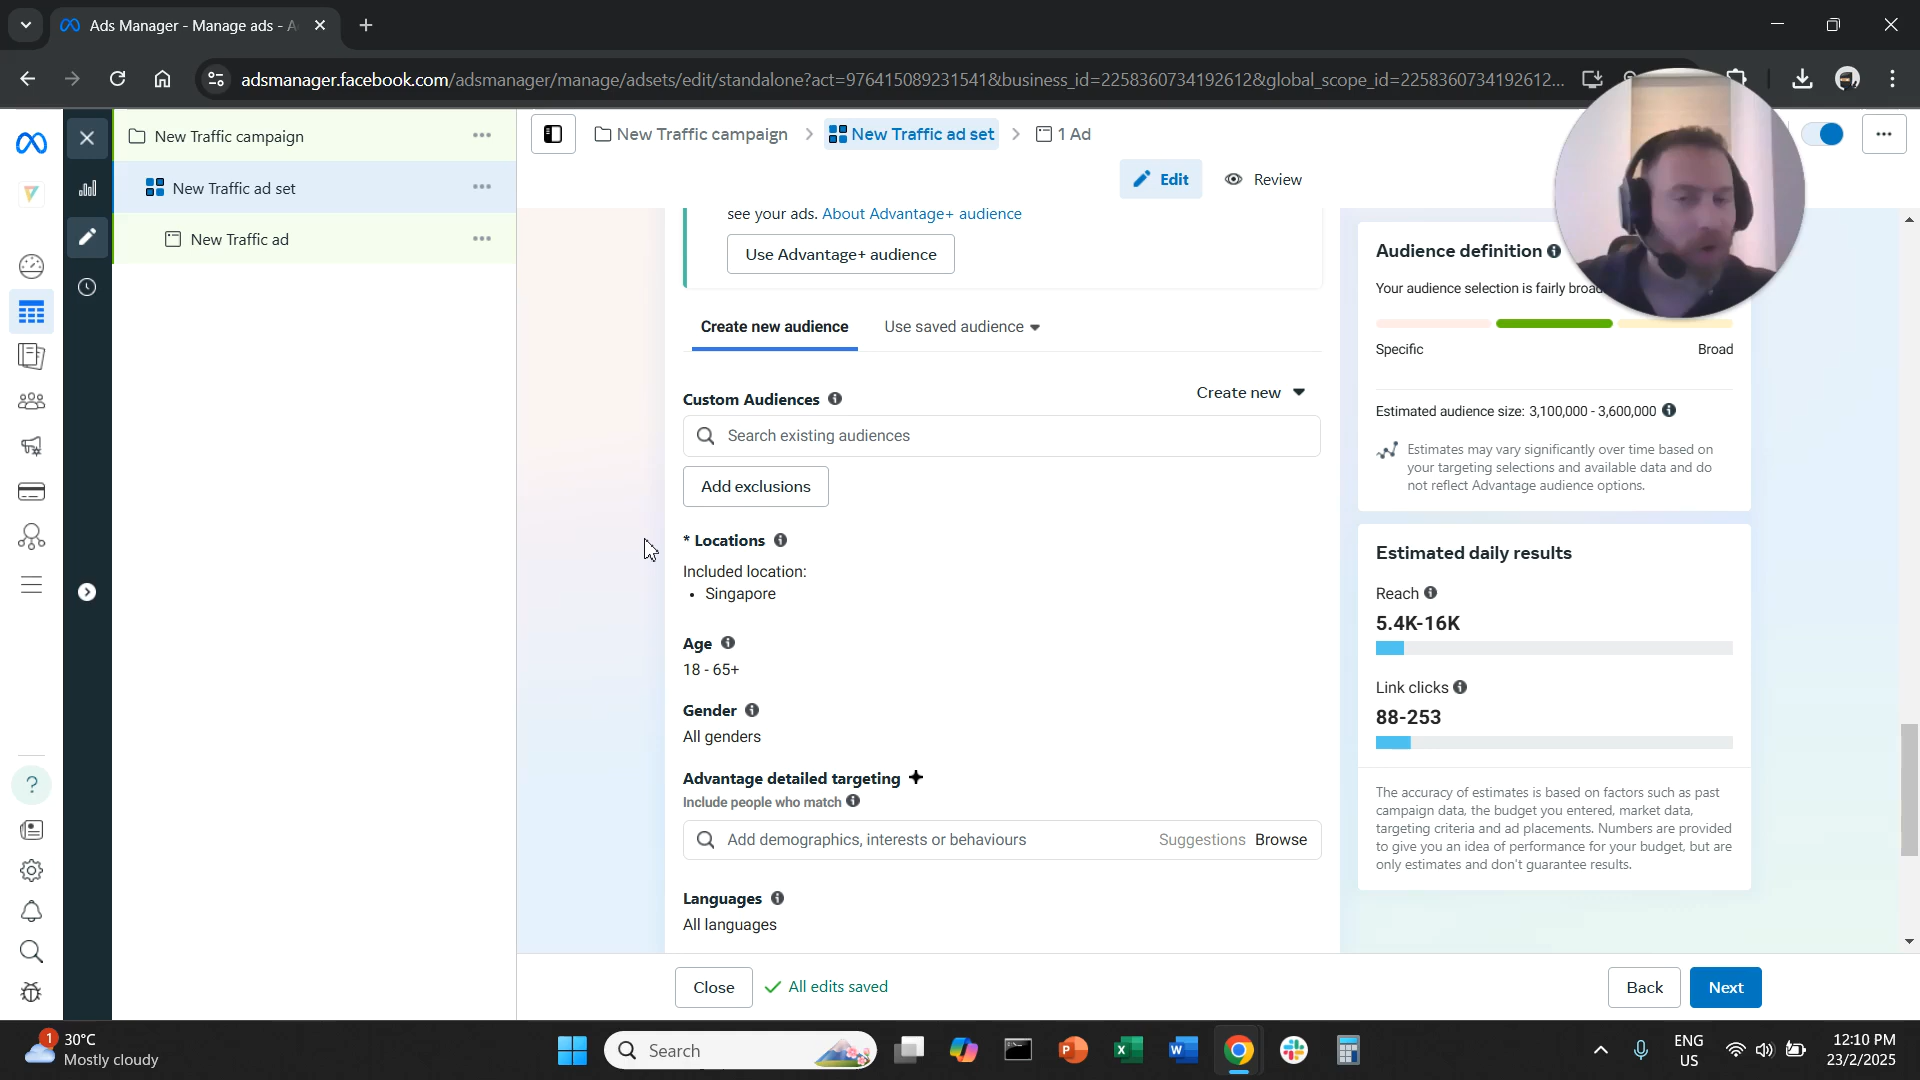 Ads Manager - Manage ads - A
adsmanager.facebook.com/adsmanager/manage/adsets/edit/standalone?act=976415089231541&business_id=2258360734192612&global_scope_id=2258360734192612...
New Traffic campaign
New Traffic ad set
New Traffic ad
New Traffic campaign
New Traffic ad set
1 Ad
Edit
Review
see your ads. About Advantage+ audience
Use Advantage+ audience
Create new audience
Use saved audience
Custom Audiences
Create new
Search existing audiences
Add exclusions
* Locations
Included location:
• Singapore
Age
18 - 65+
Gender
All genders
Advantage detailed targeting
Include people who match
Add demographics, interests or behaviours
Suggestions
Browse
Languages
All languages
Audience definition
Your audience selection is fairly
Specific
Broad
Estimated audience size: 3,100,000 - 3,600,000
Estimates may vary significantly over time based on
your targeting selections and available data and do
not reflect Advantage audience options.
Estimated daily results
Reach
5.4K-16K
Link clicks
88-253
The accuracy of estimates is based on factors such as past
campaign data, the budget you entered, market data,
targeting criteria and ad placements. Numbers are provided
to give you an idea of performance for your budget, but are
only estimates and don't guarantee results.
Close
All edits saved
Back
Next
1
30°C
Mostly cloudy
Search
ENG
US
12:10 PM
23/2/2025